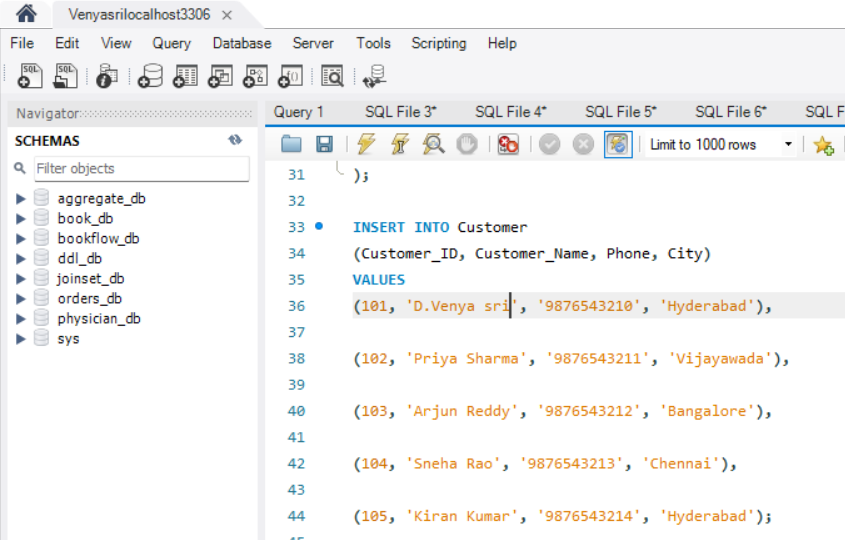 Venyasrilocalhost3306
File Edit View Query Database Server Tools Scripting Help
SQL SQL
Navigator
SCHEMAS
Filter objects
aggregate_db
book_db
bookflow_db
ddl_db
joinset_db
orders_db
physician_db
sys
Query 1 SQL File 3* SQL File 4* SQL File 5* SQL File 6* SQL F
Limit to 1000 rows
31 );
32
33 INSERT INTO Customer
34 (Customer_ID, Customer_Name, Phone, City)
35 VALUES
36 (101, 'D.Venya sri', '9876543210', 'Hyderabad'),
37
38 (102, 'Priya Sharma', '9876543211', 'Vijayawada'),
39
40 (103, 'Arjun Reddy', '9876543212', 'Bangalore'),
41
42 (104, 'Sneha Rao', '9876543213', 'Chennai'),
43
44 (105, 'Kiran Kumar', '9876543214', 'Hyderabad');